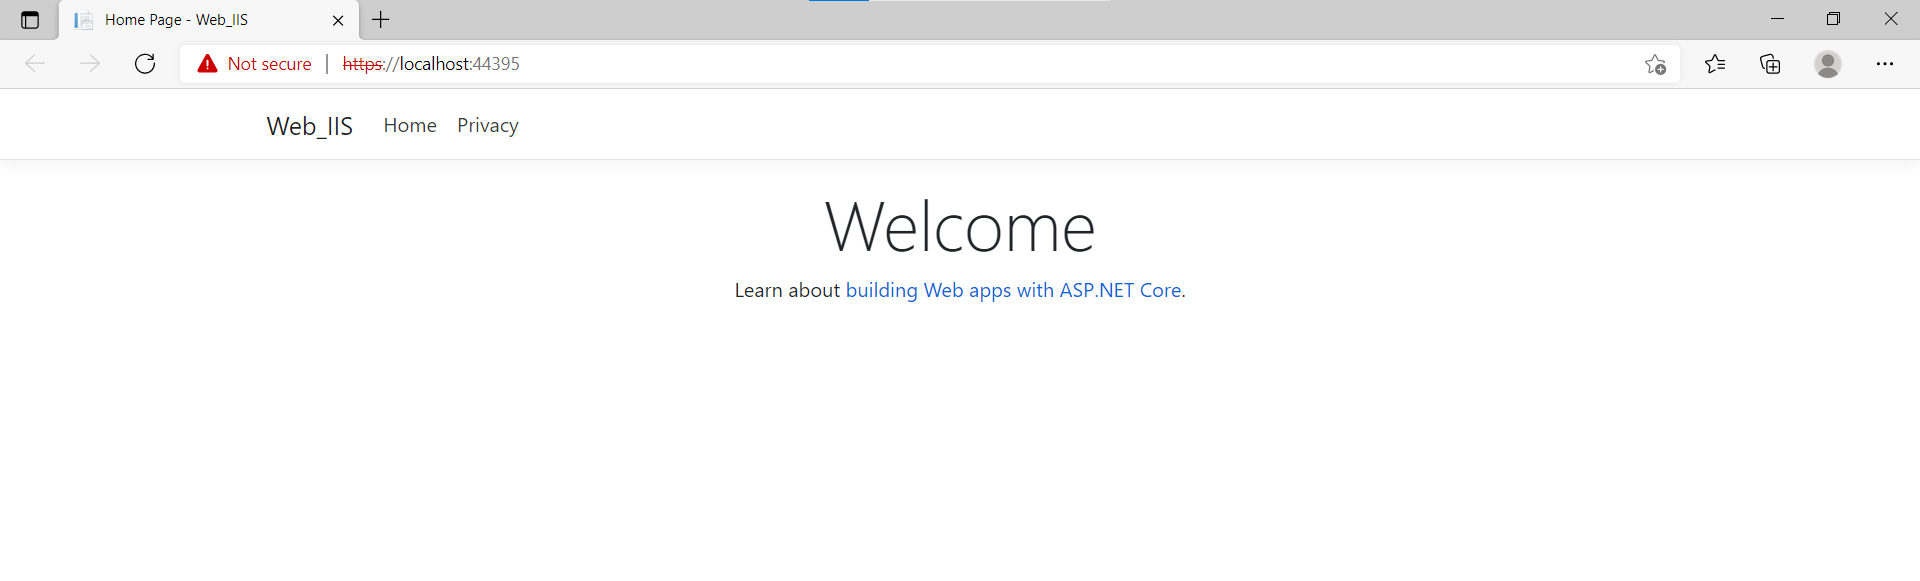 Home Page - Web_IIS
Not secure | https://localhost:44395
Web_IIS Home Privacy
Welcome
Learn about building Web apps with ASP.NET Core.